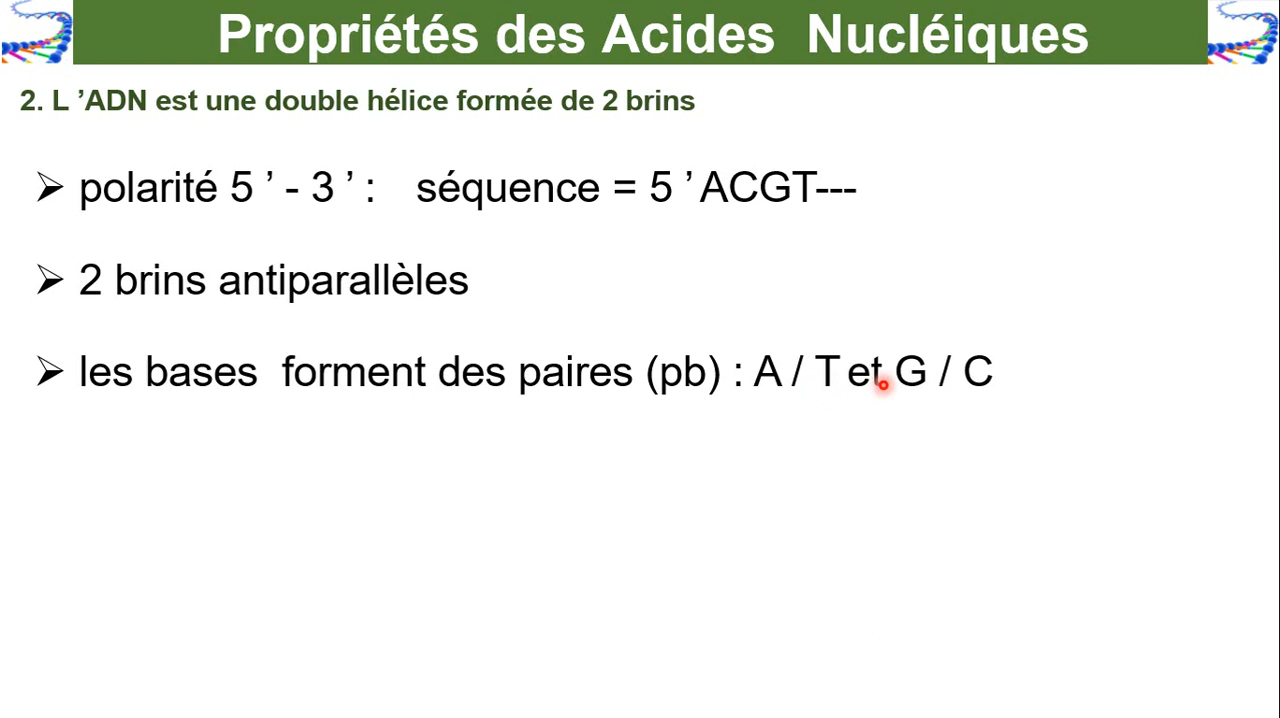 Propriétés des Acides Nucléiques
2. L ’ADN est une double hélice formée de 2 brins
➢ polarité 5 ’ - 3 ’ : séquence = 5 ’ ACGT---
➢ 2 brins antiparallèles
➢ les bases forment des paires (pb) : A / T et G / C